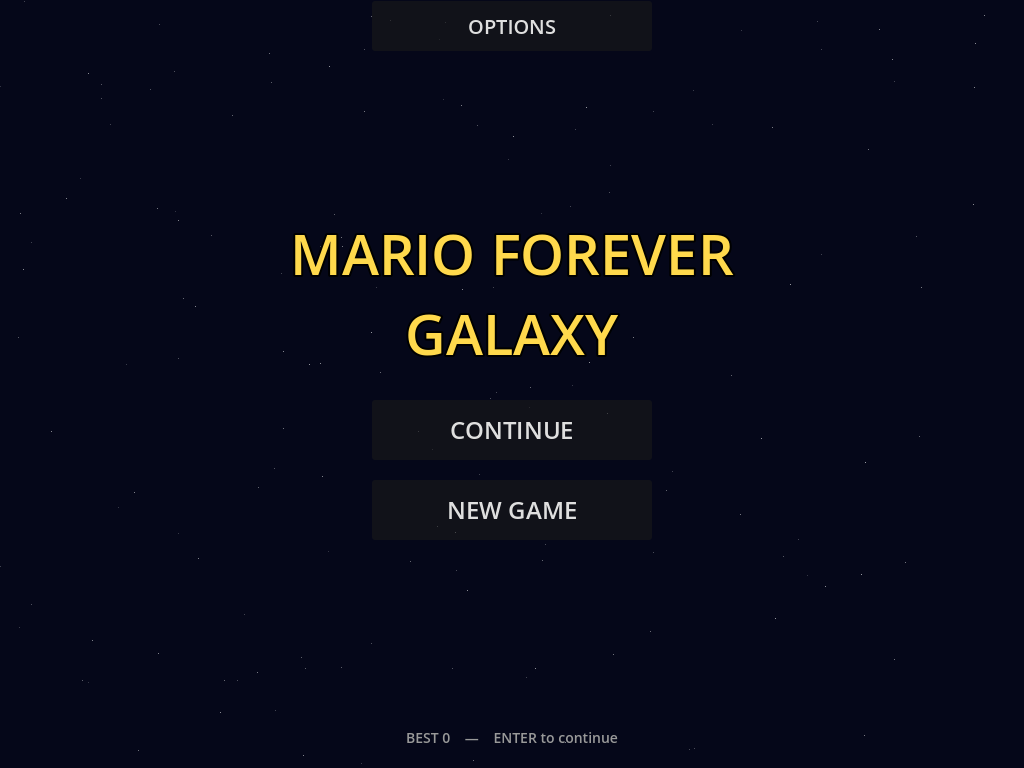 OPTIONS
MARIO FOREVER
GALAXY
CONTINUE
NEW GAME
BEST 0 — ENTER to continue